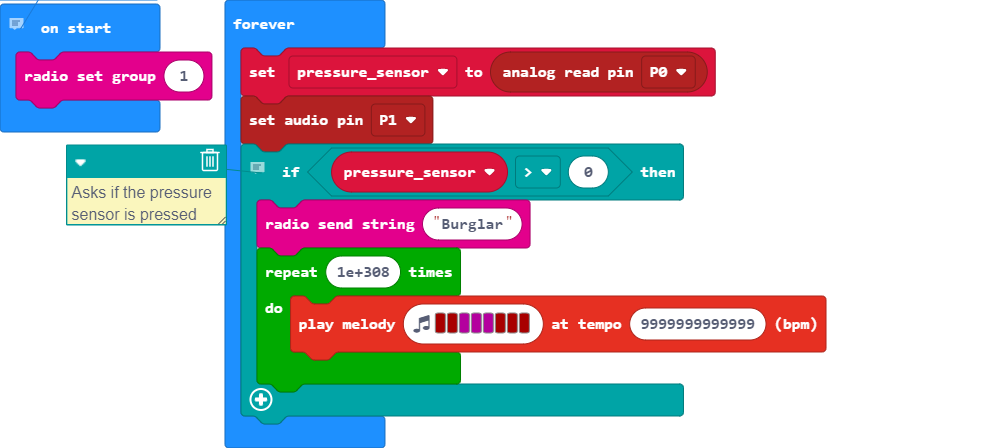 on start
radio set group 1
forever
set pressure_sensor to analog read pin P0
set audio pin P1
Asks if the pressure
sensor is pressed
if pressure_sensor > 0 then
radio send string "Burglar"
repeat 1e+308 times
do
play melody at tempo 9999999999999 (bpm)